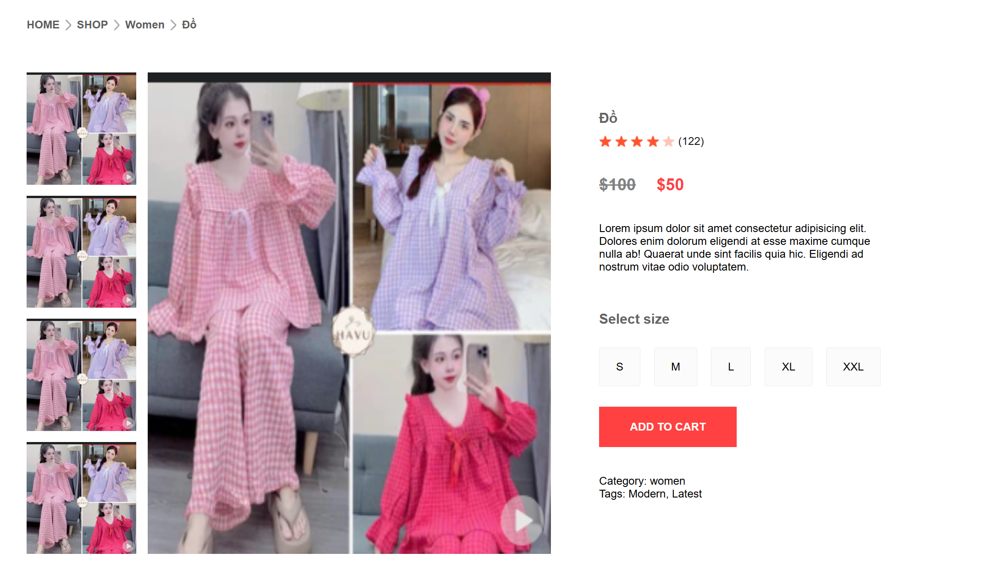 HOME SHOP Women Đồ
HAVU
Đồ
(122)
$100 $50
Lorem ipsum dolor sit amet consectetur adipisicing elit.
Dolores enim dolorum eligendi at esse maxime cumque
nulla ab! Quaerat unde sint facilis quia hic. Eligendi ad
nostrum vitae odio voluptatem.
Select size
S M L XL XXL
ADD TO CART
Category: women
Tags: Modern, Latest